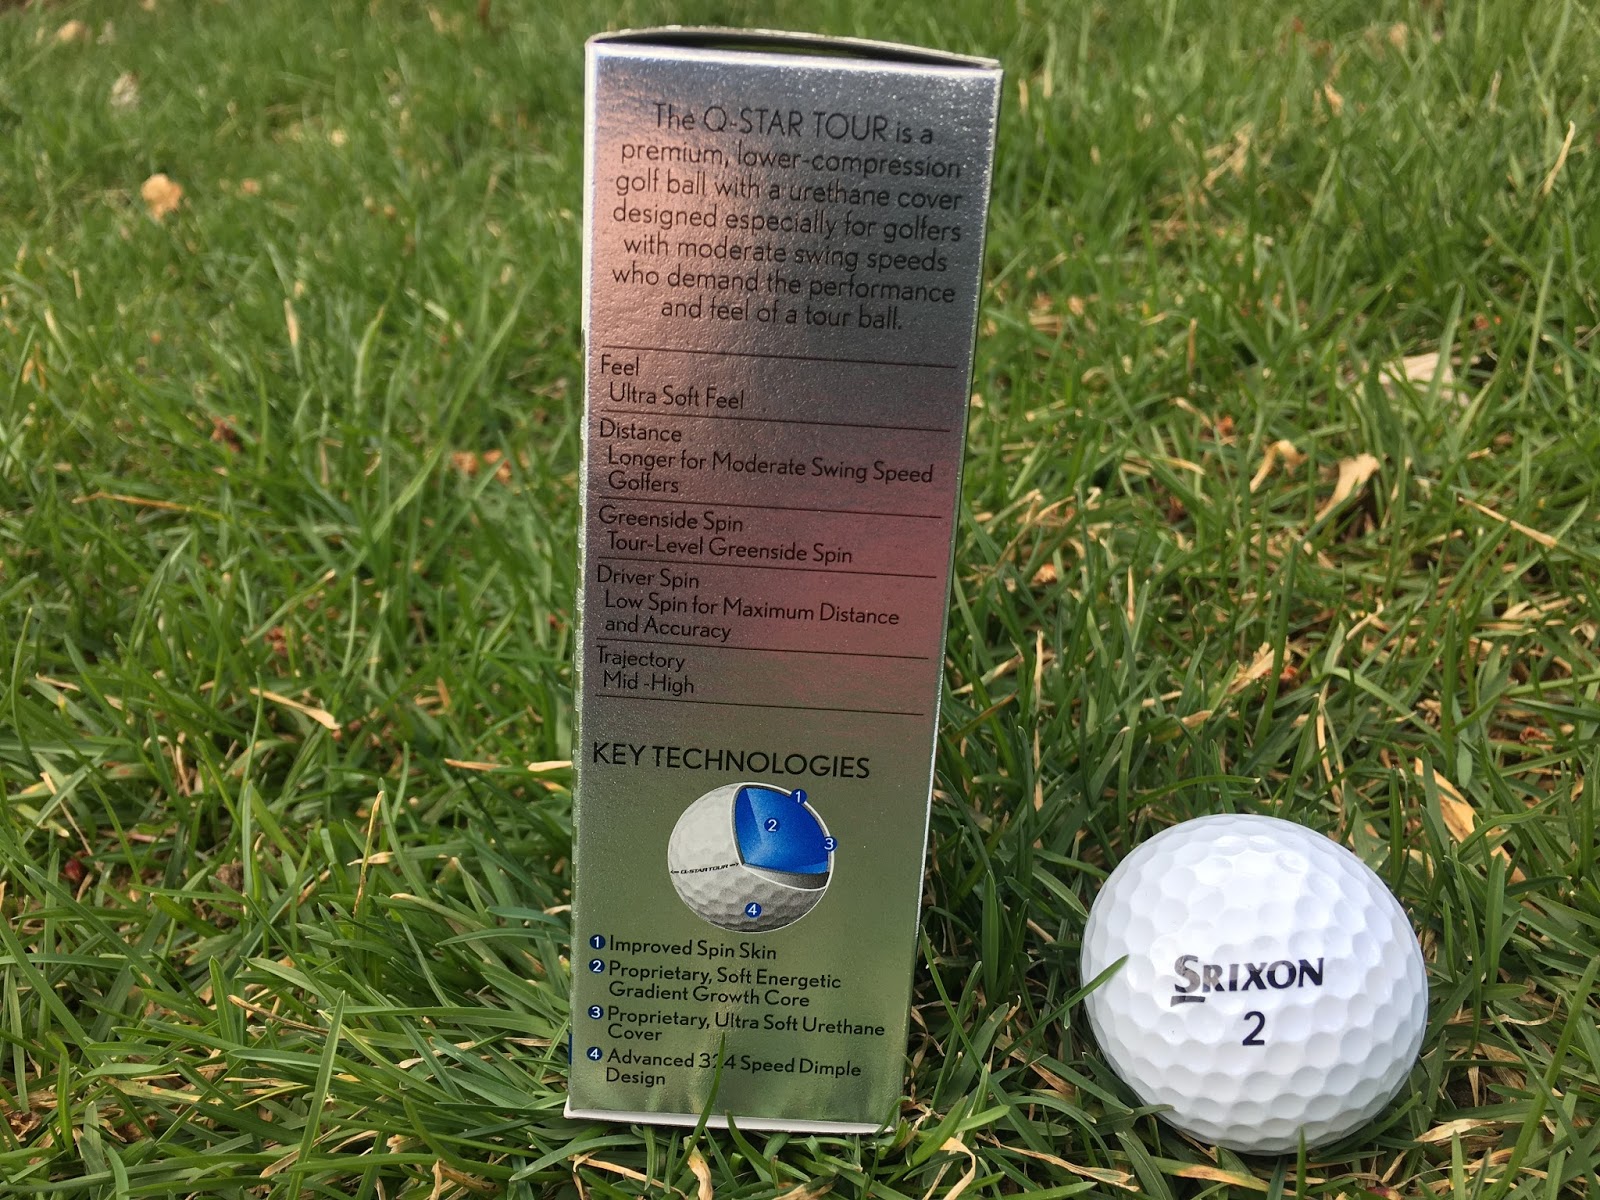 The Q-STAR TOUR is a
premium, lower-compression
golf ball with a urethane cover
designed especially for golfers
with moderate swing speeds
who demand the performance
and feel of a tour ball.
Feel
Ultra Soft Feel
Distance
Longer for Moderate Swing Speed
Golfers
Greenside Spin
Tour-Level Greenside Spin
Driver Spin
Low Spin for Maximum Distance
and Accuracy
Trajectory
Mid -High
KEY TECHNOLOGIES
1
2
3
Q-STAR TOUR
4
1 Improved Spin Skin
2 Proprietary, Soft Energetic
Gradient Growth Core
3 Proprietary, Ultra Soft Urethane
Cover
4 Advanced 324 Speed Dimple
Design
SRIXON
2